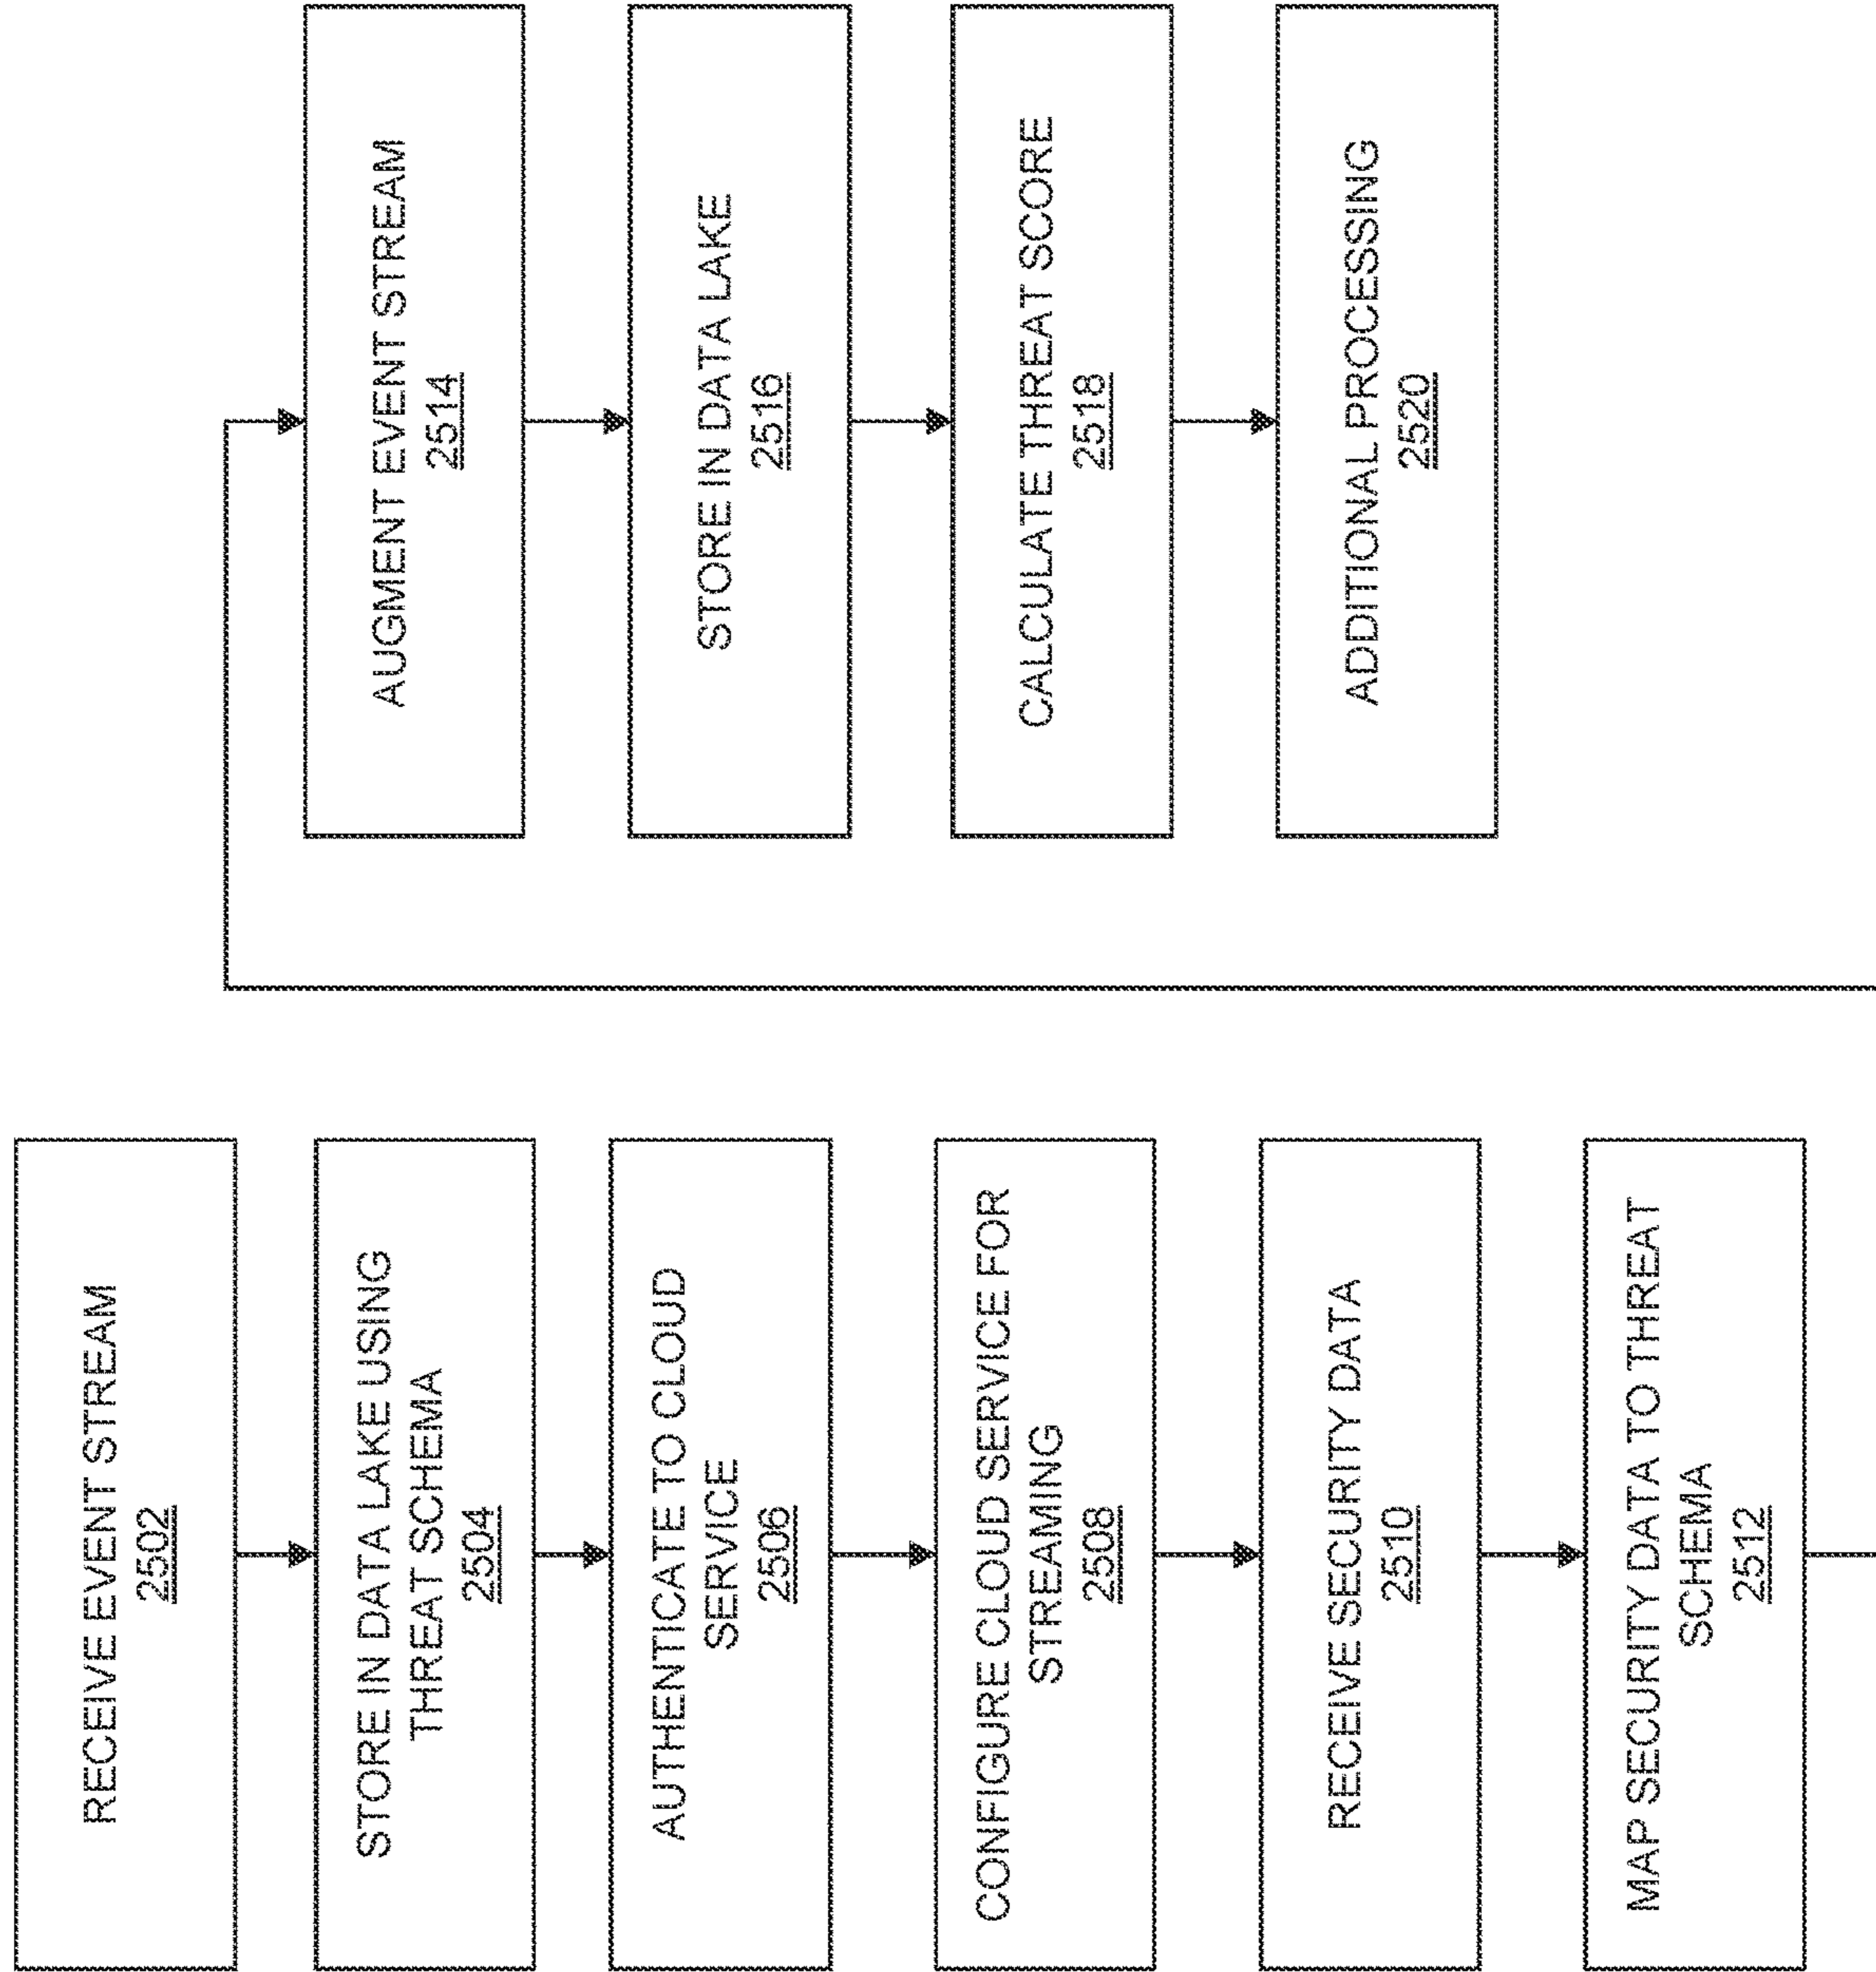 RECEIVE EVENT STREAM
2502
STORE IN DATA LAKE USING
THREAT SCHEMA
2504
AUTHENTICATE TO CLOUD
SERVICE
2506
CONFIGURE CLOUD SERVICE FOR
STREAMING
2508
RECEIVE SECURITY DATA
2510
MAP SECURITY DATA TO THREAT
SCHEMA
2512
AUGMENT EVENT STREAM
2514
STORE IN DATA LAKE
2516
CALCULATE THREAT SCORE
2518
ADDITIONAL PROCESSING
2520